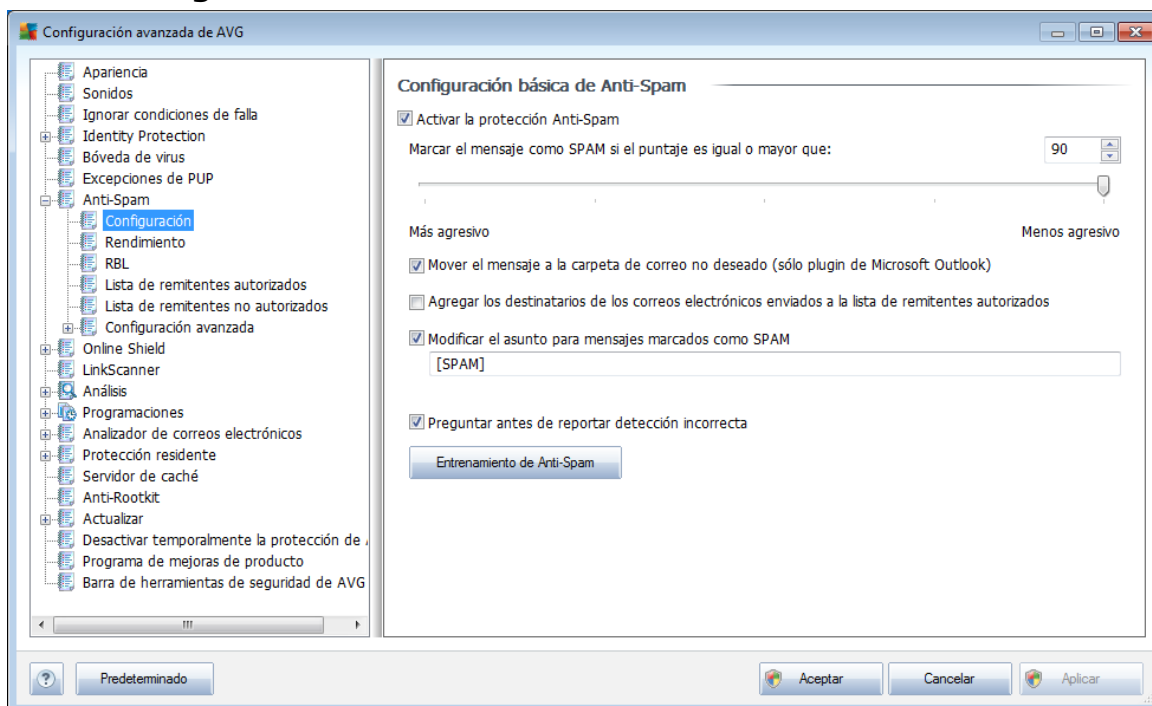 Configuración avanzada de AVG
Apariencia
Sonidos
Ignorar condiciones de falla
Identity Protection
Bóveda de virus
Excepciones de PUP
Anti-Spam
Configuración
Rendimiento
RBL
Lista de remitentes autorizados
Lista de remitentes no autorizados
Configuración avanzada
Online Shield
LinkScanner
Análisis
Programaciones
Analizador de correos electrónicos
Protección residente
Servidor de caché
Anti-Rootkit
Actualizar
Desactivar temporalmente la protección de
Programa de mejoras de producto
Barra de herramientas de seguridad de AVG
Configuración básica de Anti-Spam
Activar la protección Anti-Spam
Marcar el mensaje como SPAM si el puntaje es igual o mayor que: 90
Más agresivo Menos agresivo
Mover el mensaje a la carpeta de correo no deseado (sólo plugin de Microsoft Outlook)
Agregar los destinatarios de los correos electrónicos enviados a la lista de remitentes autorizados
Modificar el asunto para mensajes marcados como SPAM
[SPAM]
Preguntar antes de reportar detección incorrecta
Entrenamiento de Anti-Spam
? Predeterminado Aceptar Cancelar Aplicar